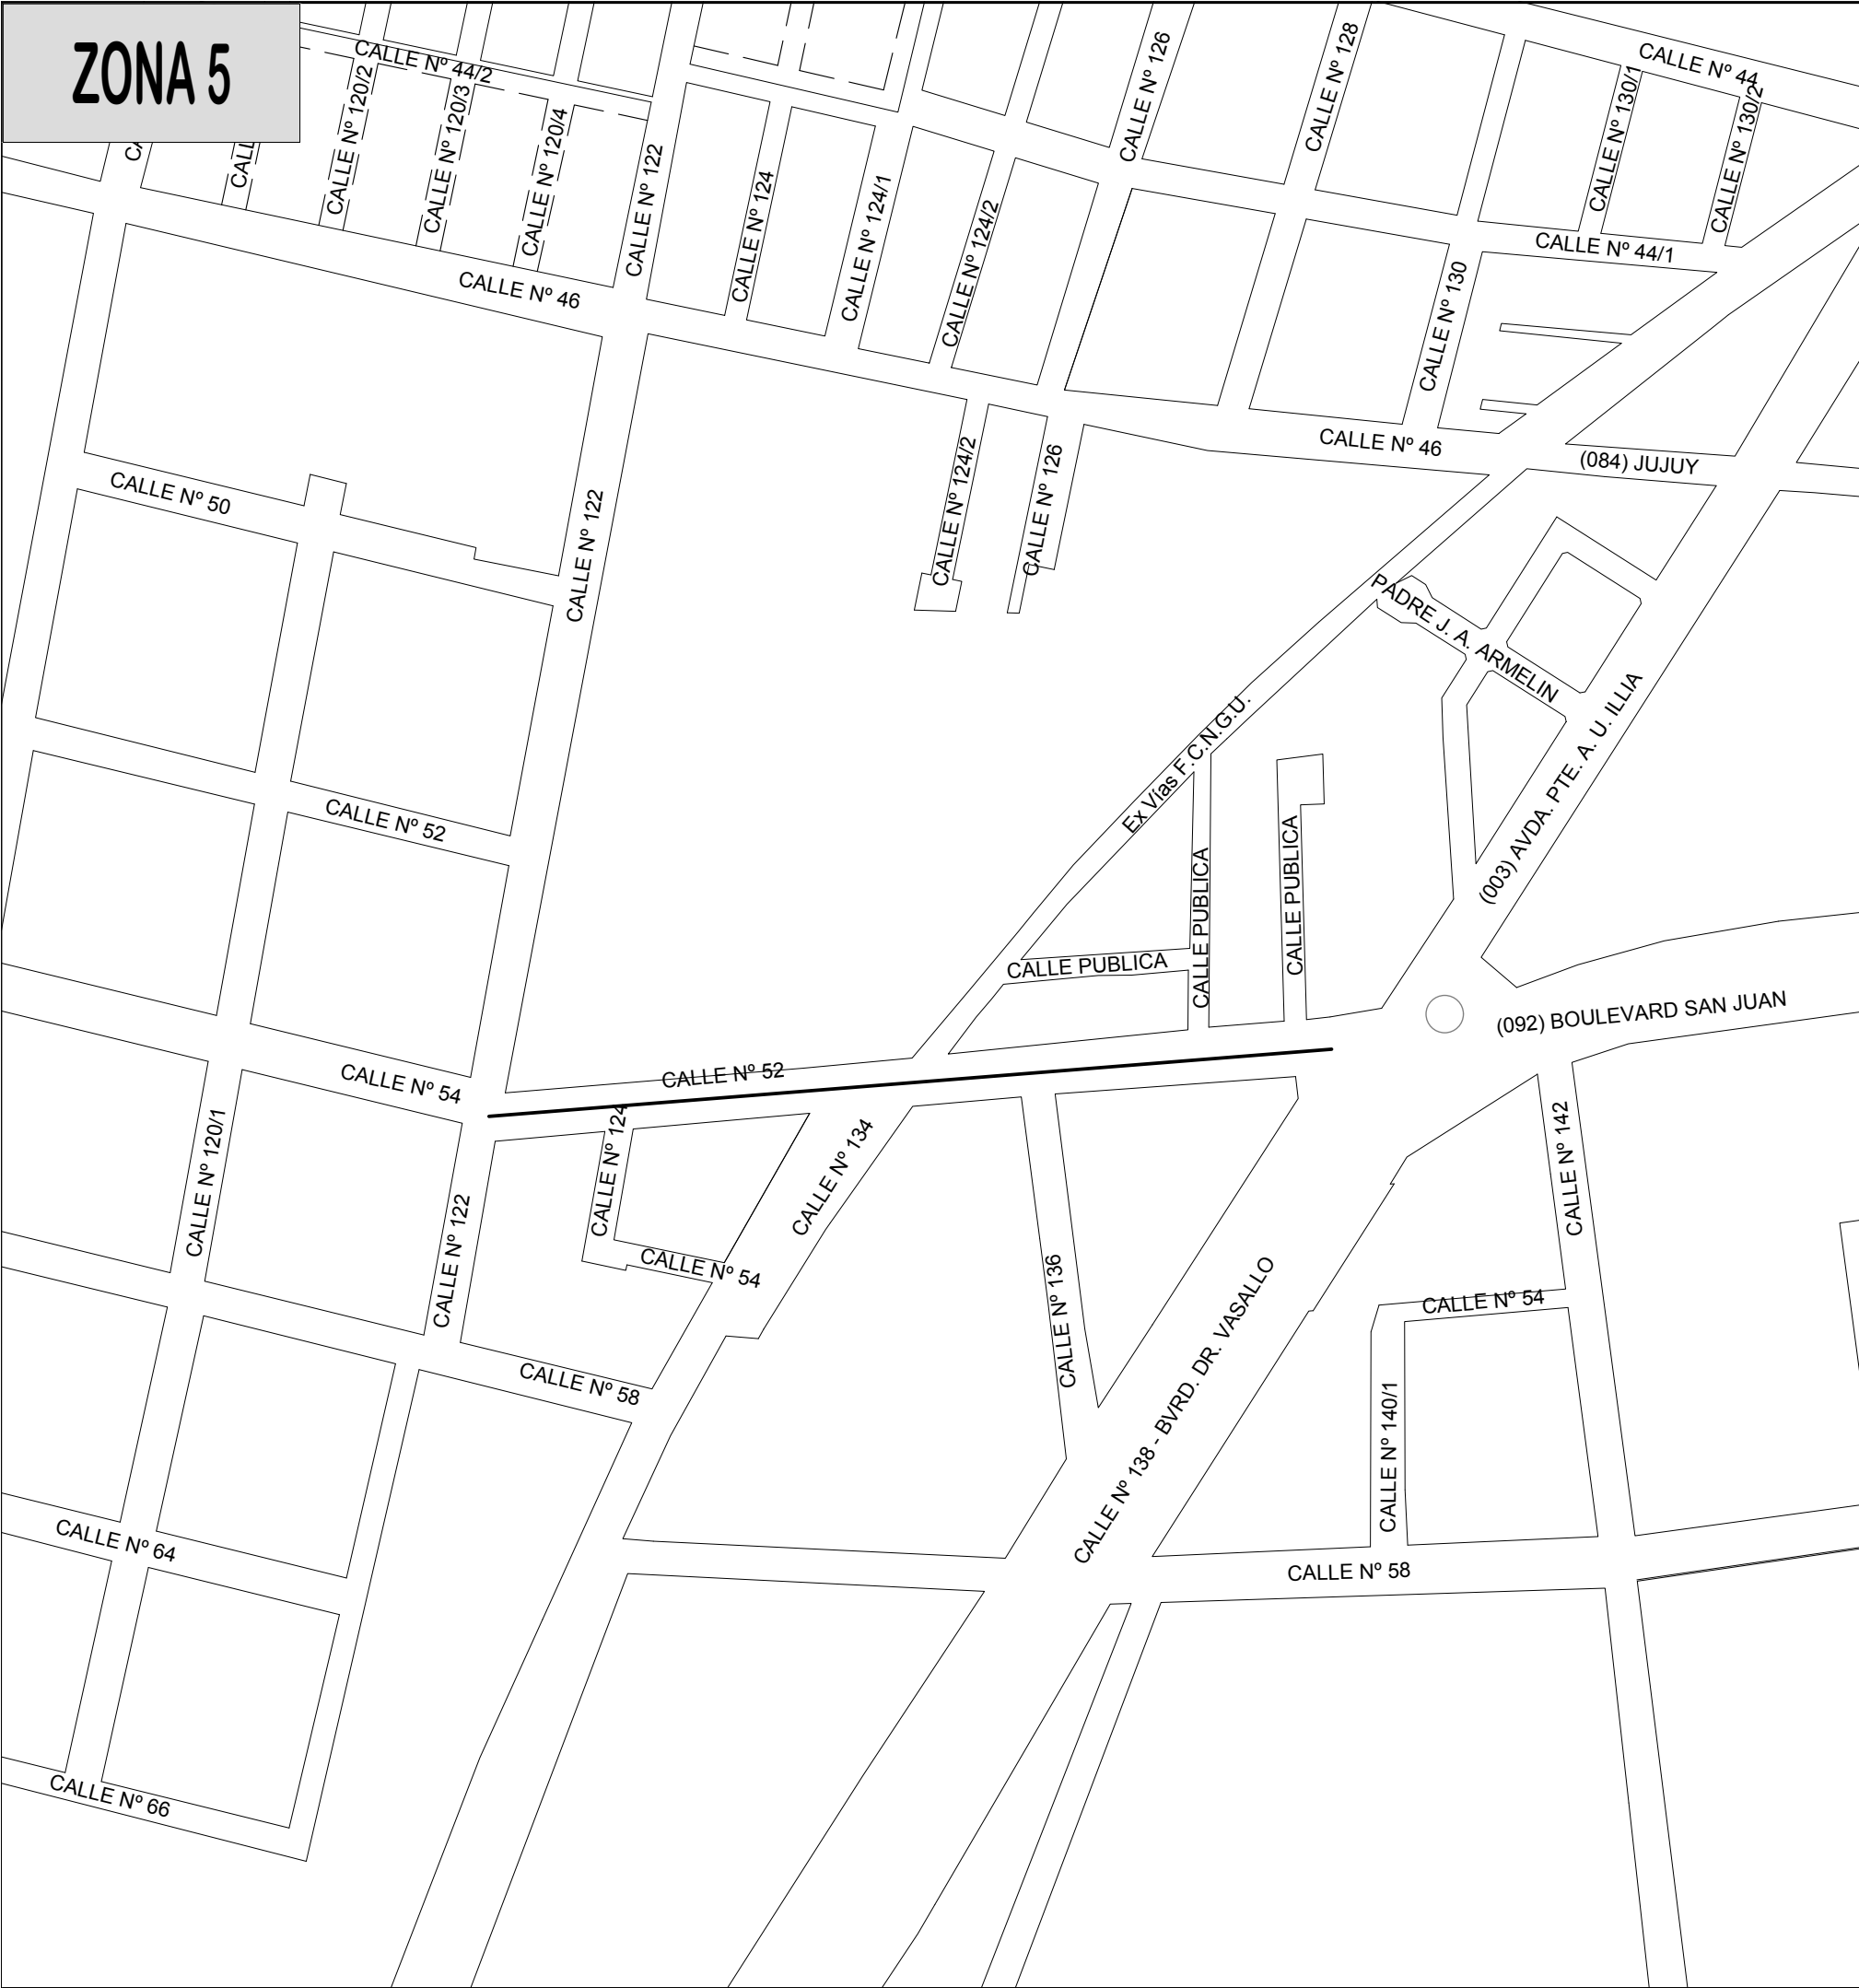 ZONA 5
CALLE Nº 44/2
CALLE Nº 120/2
CALLE Nº 120/3
CALLE Nº 120/4
CALLE Nº 122
CALLE Nº 124
CALLE Nº 124/1
CALLE Nº 124/2
CALLE Nº 126
CALLE Nº 128
CALLE Nº 44
CALLE Nº 130/1
CALLE Nº 130/2
CALLE Nº 44/1
CALLE Nº 130
CALLE Nº 46
CALLE Nº 46
(084) JUJUY
CALLE Nº 50
CALLE Nº 122
CALLE Nº 124/2
CALLE Nº 126
PADRE J. A. ARMELIN
(003) AVDA. PTE. A. U. ILLIA
Ex Vías F.C.N.G.U.
CALLE Nº 52
CALLE PUBLICA
CALLE PUBLICA
CALLE PUBLICA
(092) BOULEVARD SAN JUAN
CALLE Nº 54
CALLE Nº 52
CALLE Nº 120/1
CALLE Nº 122
CALLE Nº 124
CALLE Nº 134
CALLE Nº 54
CALLE Nº 136
CALLE Nº 142
CALLE Nº 54
CALLE Nº 138 - BVRD. DR. VASALLO
CALLE Nº 140/1
CALLE Nº 58
CALLE Nº 58
CALLE Nº 64
CALLE Nº 66